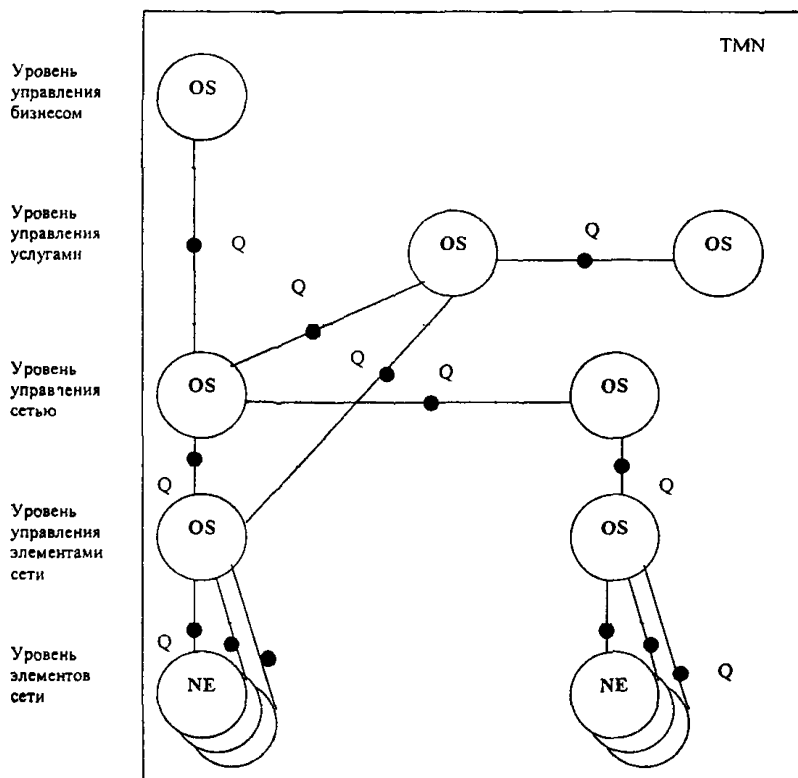 TMN
Уровень
управления
бизнесом
OS
Q
Уровень
управления
услугами
OS
Q
OS
Q
Q
Q
Уровень
управления
сетью
OS
OS
Q
Q
Уровень
управления
элементами
сети
OS
OS
Q
Q
Уровень
элементов
сети
NE
NE